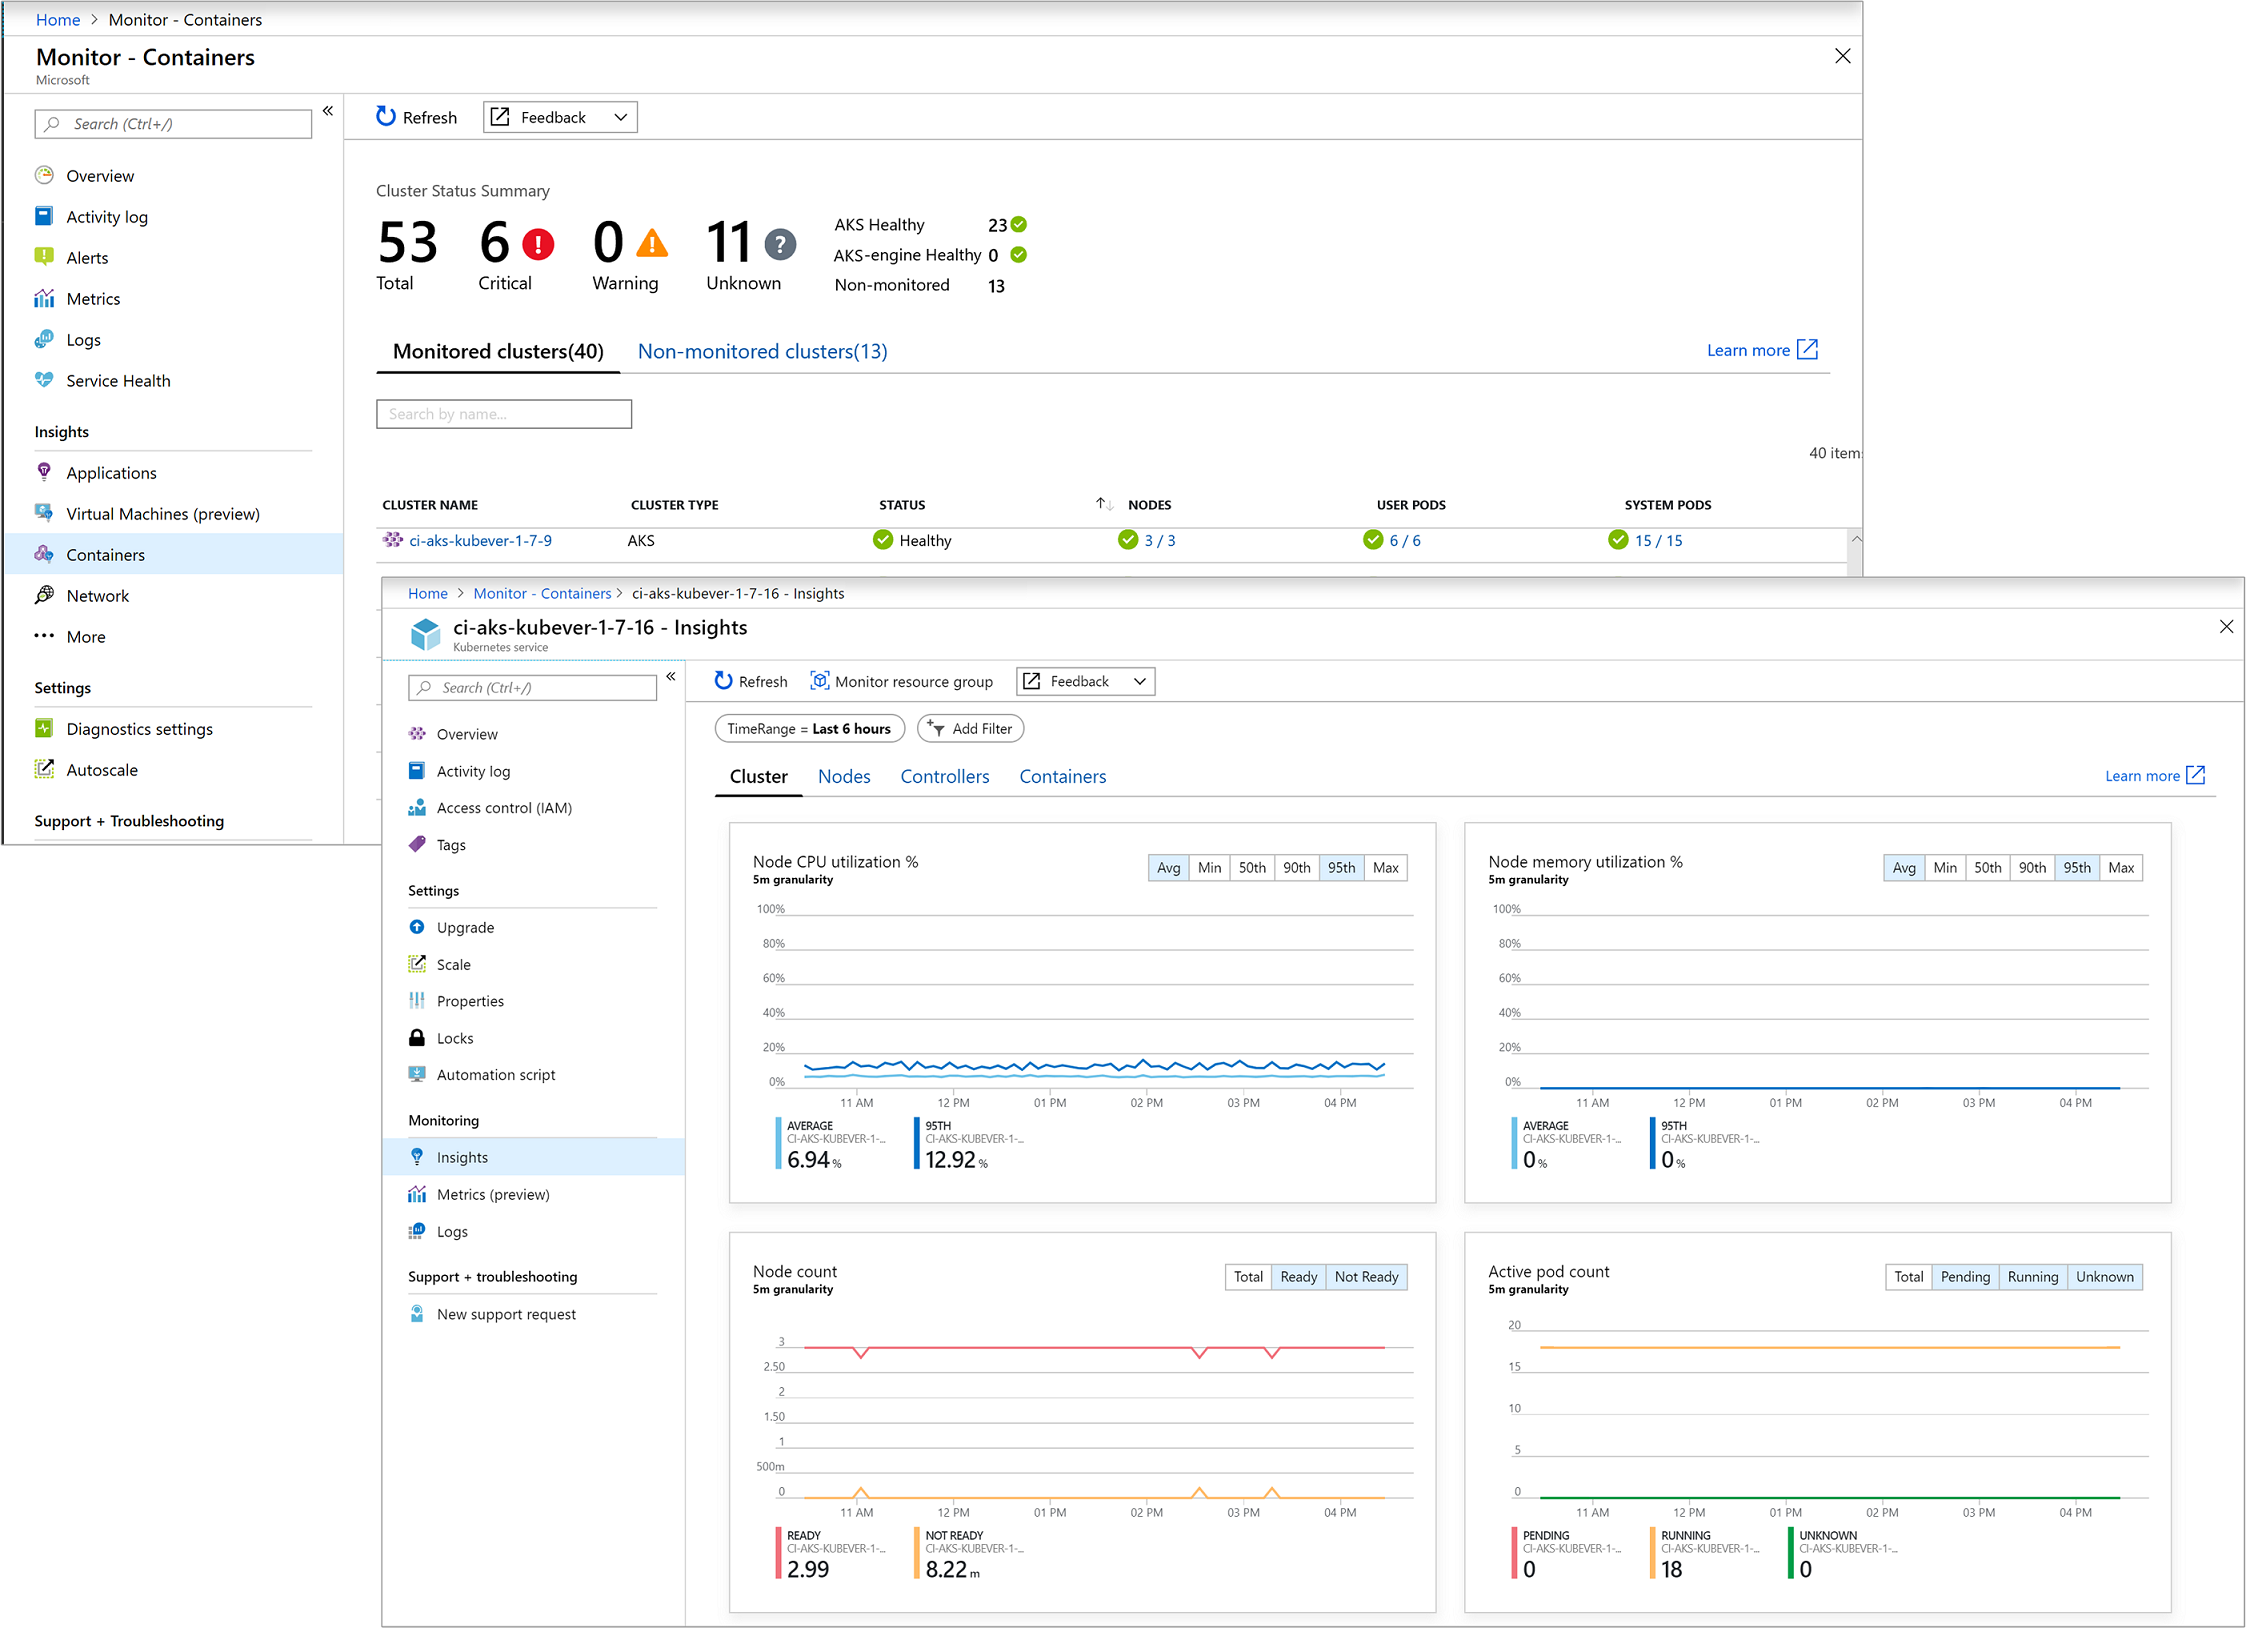 Home > Monitor - Containers
Monitor - Containers
Microsoft
Search (Ctrl+/)
«
Overview
Activity log
Alerts
Metrics
Logs
Service Health
Insights
Applications
Virtual Machines (preview)
Containers
Network
More
Settings
Diagnostics settings
Autoscale
Support + Troubleshooting
Refresh
Feedback
Cluster Status Summary
53 6 0 11
Total Critical Warning Unknown
AKS Healthy 23
AKS-engine Healthy 0
Non-monitored 13
Monitored clusters(40) Non-monitored clusters(13) Learn more
Search by name...
40 item
CLUSTER NAME CLUSTER TYPE STATUS NODES USER PODS SYSTEM PODS
ci-aks-kubever-1-7-9 AKS Healthy 3 / 3 6 / 6 15 / 15
Home > Monitor - Containers > ci-aks-kubever-1-7-16 - Insights
ci-aks-kubever-1-7-16 - Insights
Kubernetes service
Search (Ctrl+/)
«
Overview
Activity log
Access control (IAM)
Tags
Settings
Upgrade
Scale
Properties
Locks
Automation script
Monitoring
Insights
Metrics (preview)
Logs
Support + troubleshooting
New support request
Refresh Monitor resource group Feedback
TimeRange = Last 6 hours Add Filter
Cluster Nodes Controllers Containers Learn more
Node CPU utilization %
5m granularity
Avg Min 50th 90th 95th Max
100%
80%
60%
40%
20%
0%
11 AM 12 PM 01 PM 02 PM 03 PM 04 PM
AVERAGE 95TH
CI-AKS-KUBEVER-1-... CI-AKS-KUBEVER-1-...
6.94 % 12.92 %
Node memory utilization %
5m granularity
Avg Min 50th 90th 95th Max
100%
80%
60%
40%
20%
0%
11 AM 12 PM 01 PM 02 PM 03 PM 04 PM
AVERAGE 95TH
CI-AKS-KUBEVER-1-... CI-AKS-KUBEVER-1-...
0 % 0 %
Node count
5m granularity
Total Ready Not Ready
3
2.50
2
1.50
1
500m
0
11 AM 12 PM 01 PM 02 PM 03 PM 04 PM
READY NOT READY
CI-AKS-KUBEVER-1-... CI-AKS-KUBEVER-1-...
2.99 8.22 m
Active pod count
5m granularity
Total Pending Running Unknown
20
15
10
5
0
11 AM 12 PM 01 PM 02 PM 03 PM 04 PM
PENDING RUNNING UNKNOWN
CI-AKS-KUBEVER-1-... CI-AKS-KUBEVER-1-... CI-AKS-KUBEVER-1-...
0 18 0